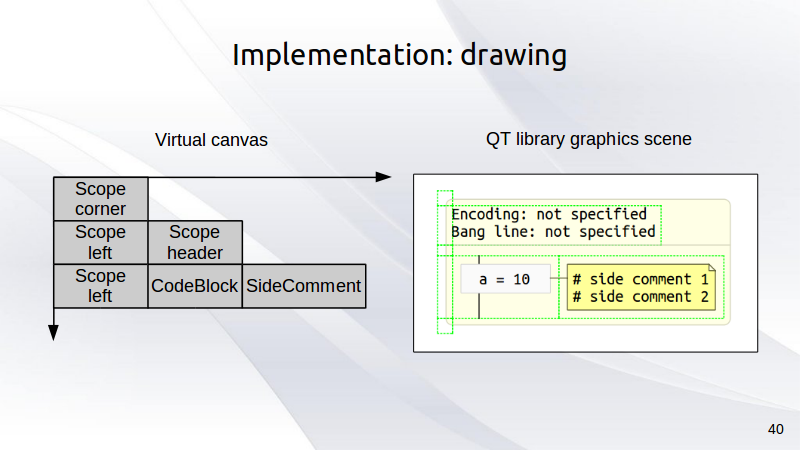 Implementation: drawing
Virtual canvas
QT library graphics scene
Scope
corner
Scope
left
Scope
header
Scope
left
CodeBlock
SideComment
Encoding: not specified
Bang line: not specified
a = 10
# side comment 1
# side comment 2
40